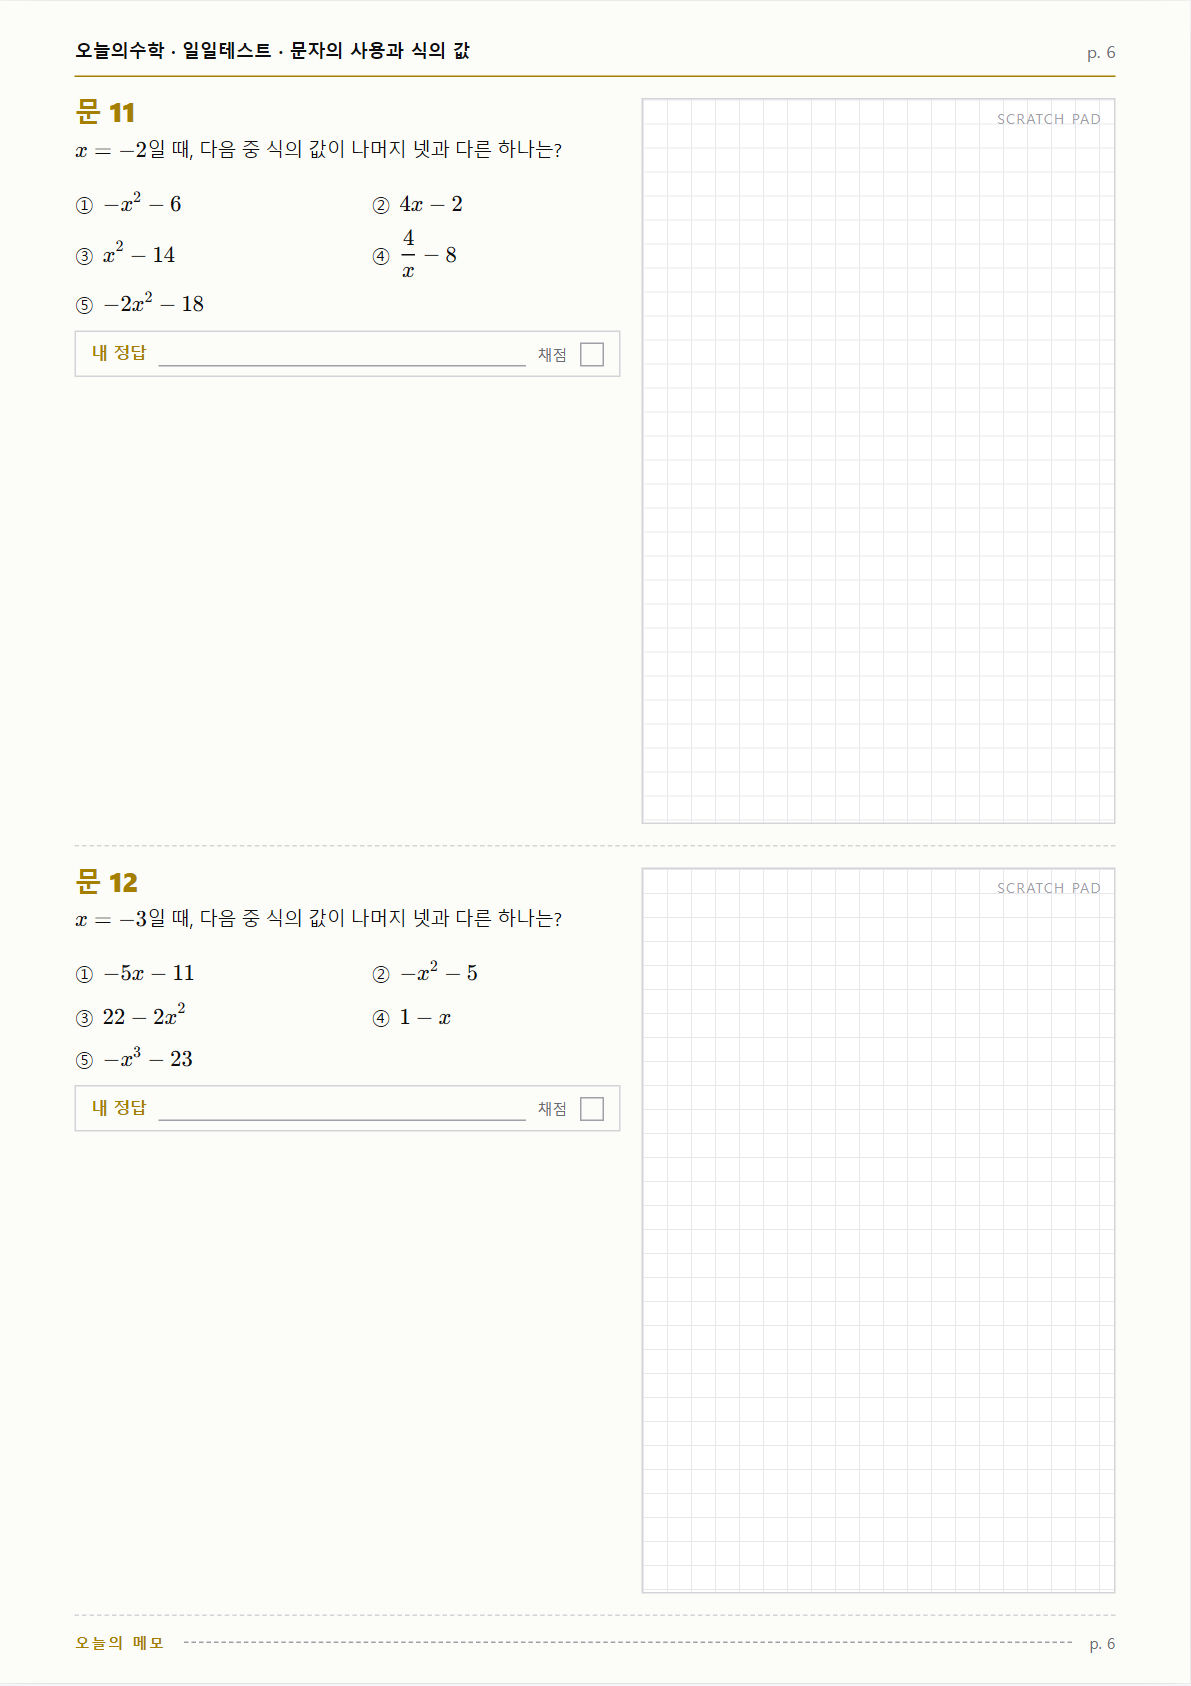 오늘의수학 · 일일테스트 · 문자의 사용과 식의 값
p. 6
문 11
SCRATCH PAD
x = −2일 때, 다음 중 식의 값이 나머지 넷과 다른 하나는?
① −x² − 6
② 4x − 2
③ x² − 14
④ 4/x − 8
⑤ −2x² − 18
내 정답
채점
문 12
SCRATCH PAD
x = −3일 때, 다음 중 식의 값이 나머지 넷과 다른 하나는?
① −5x − 11
② −x² − 5
③ 22 − 2x²
④ 1 − x
⑤ −x³ − 23
내 정답
채점
오늘의 메모
p. 6